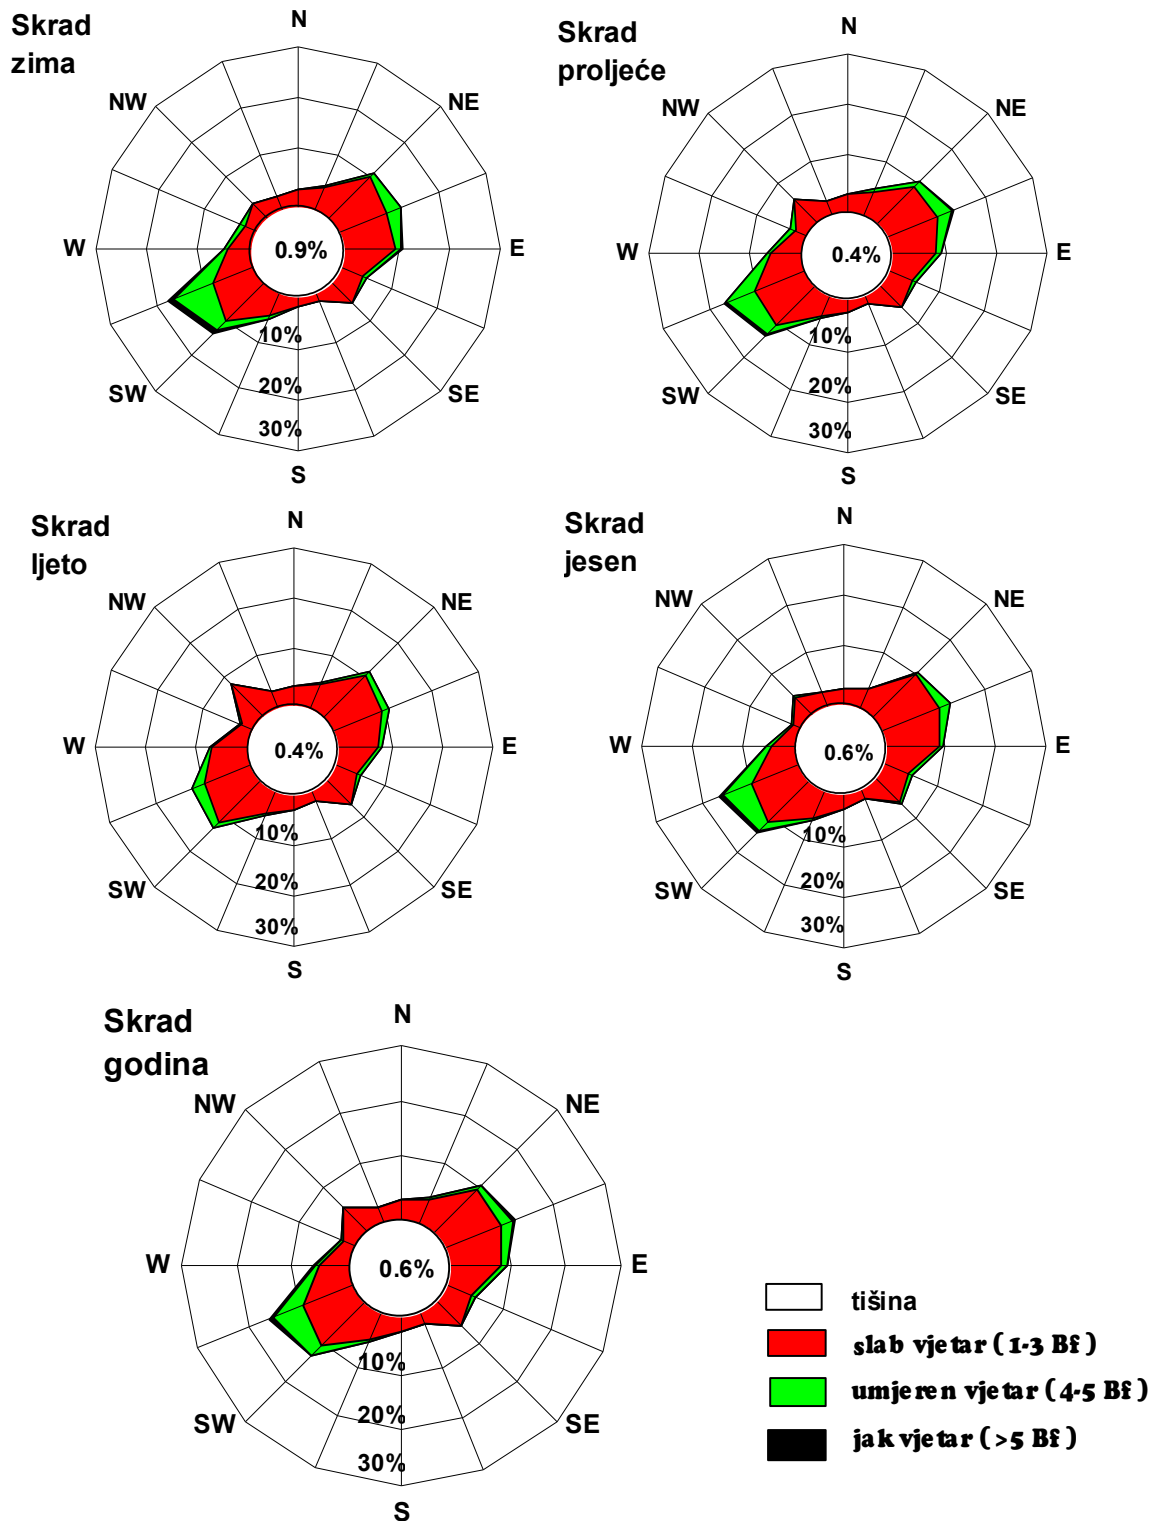 Skrad
zima
N
NW
NE
W
0.9%
E
10%
SW
20%
SE
30%
S
Skrad
proljeće
N
NW
NE
W
0.4%
E
10%
SW
20%
SE
30%
S
Skrad
ljeto
N
NW
NE
W
0.4%
E
10%
SW
20%
SE
30%
S
Skrad
jesen
N
NW
NE
W
0.6%
E
10%
SW
20%
SE
30%
S
Skrad
godina
N
NW
NE
W
0.6%
E
10%
SW
20%
SE
30%
S
tišina
slab vjetar ( 1-3 Bf )
umjeren vjetar ( 4-5 Bf )
jak vjetar ( >5 Bf )